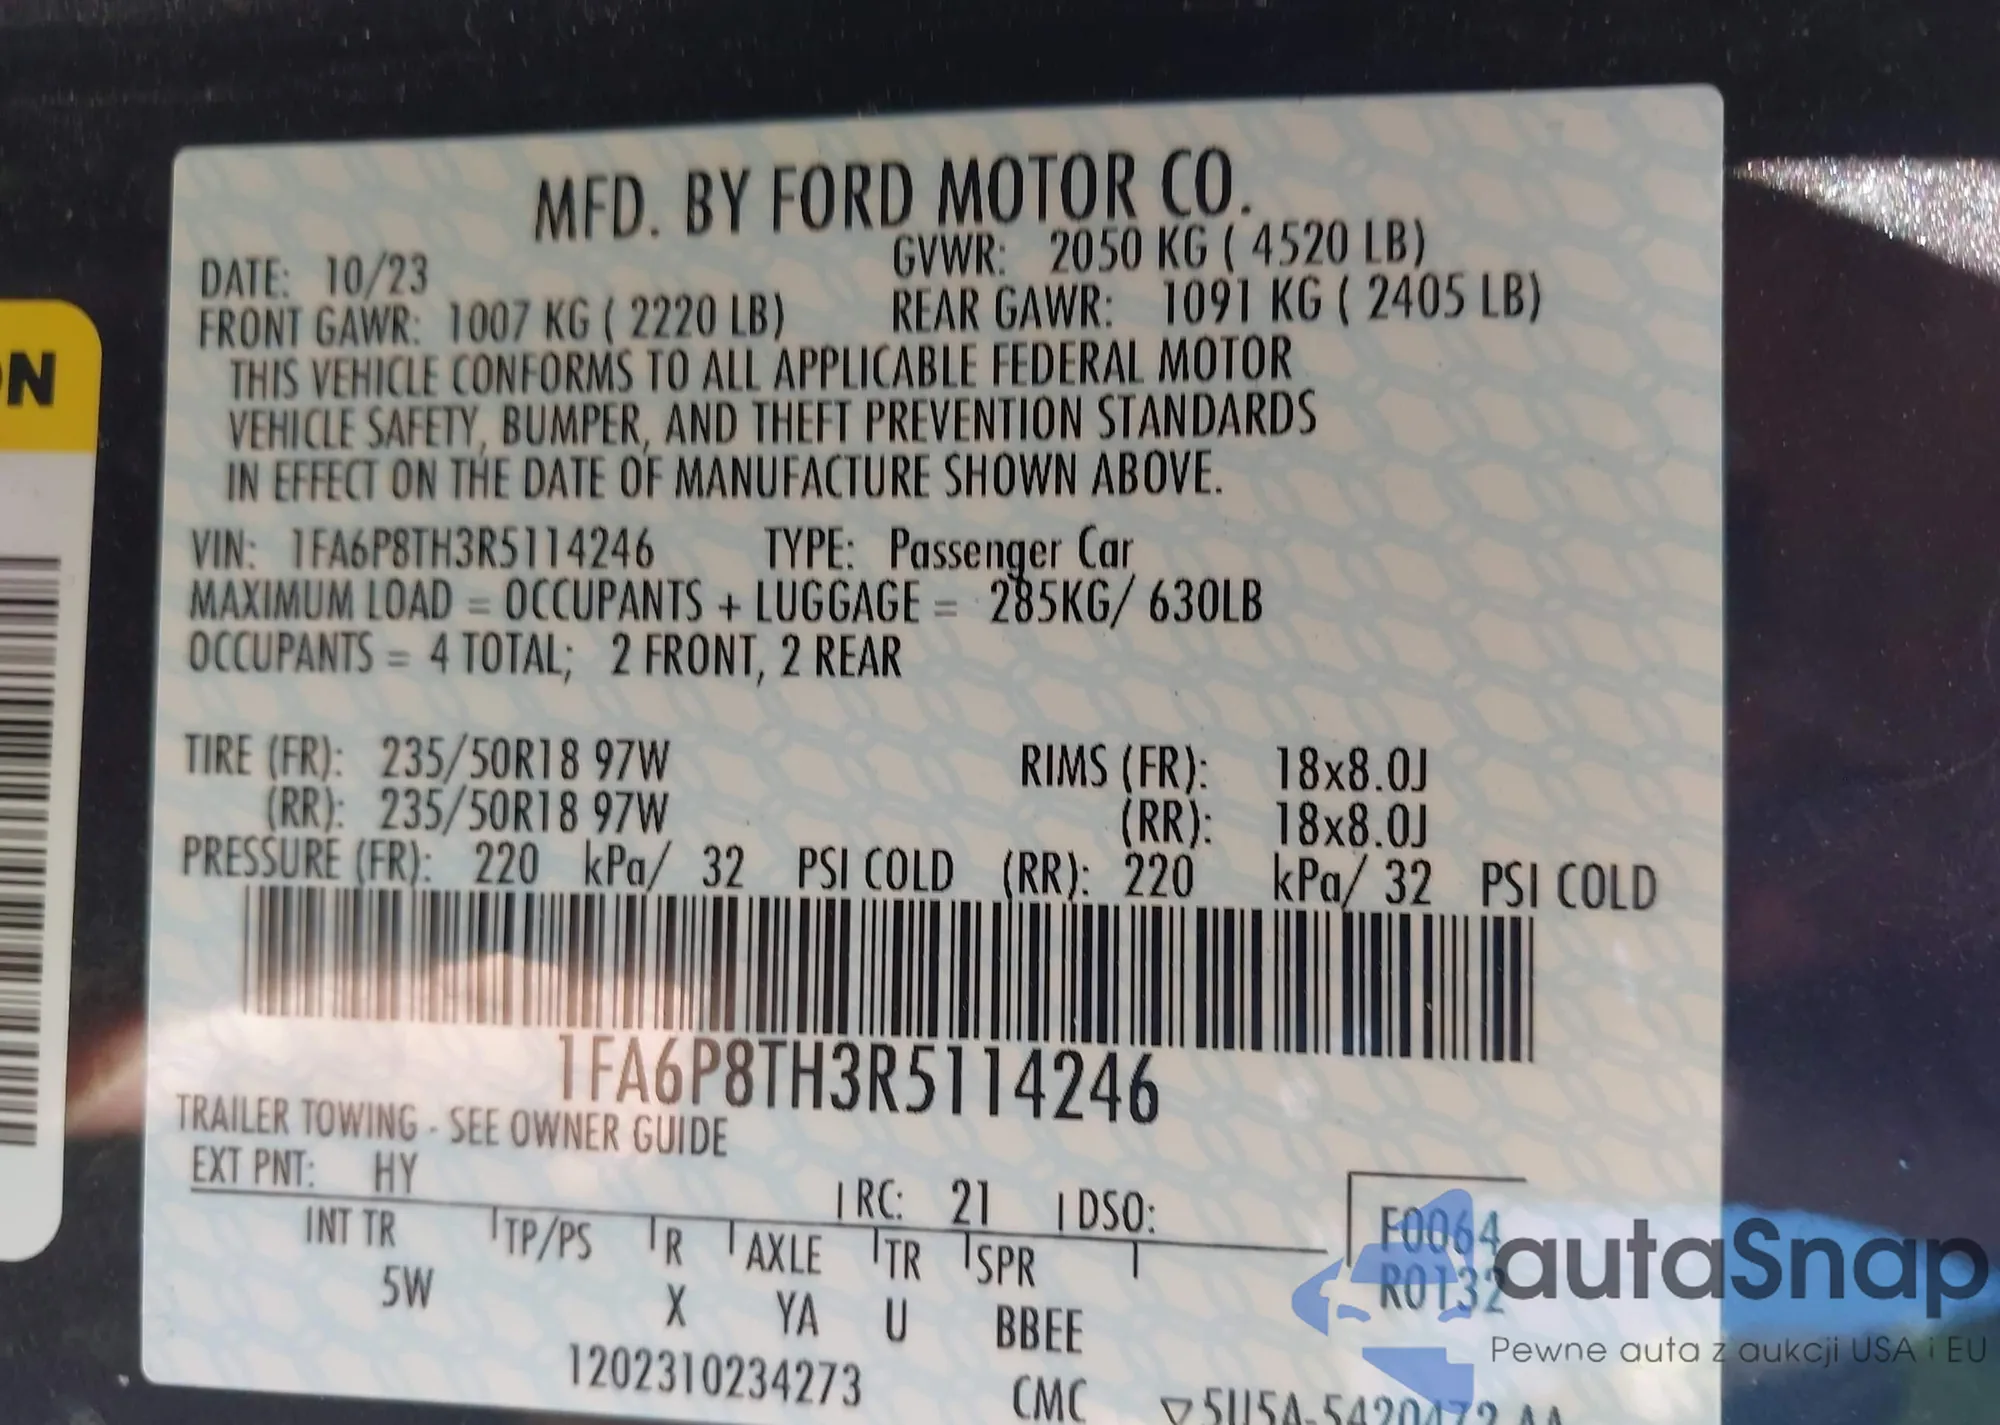 MFD. BY FORD MOTOR CO.
DATE: 10/23 GVWR: 2050 KG ( 4520 LB)
FRONT GAWR: 1007 KG ( 2220 LB) REAR GAWR: 1091 KG ( 2405 LB)
THIS VEHICLE CONFORMS TO ALL APPLICABLE FEDERAL MOTOR
VEHICLE SAFETY, BUMPER, AND THEFT PREVENTION STANDARDS
IN EFFECT ON THE DATE OF MANUFACTURE SHOWN ABOVE.
VIN: 1FA6P8TH3R5114246 TYPE: Passenger Car
MAXIMUM LOAD = OCCUPANTS + LUGGAGE = 285KG/ 630LB
OCCUPANTS = 4 TOTAL; 2 FRONT, 2 REAR
TIRE (FR): 235/50R18 97W RIMS (FR): 18x8.0J
(RR): 235/50R18 97W (RR): 18x8.0J
PRESSURE (FR): 220 kPa/ 32 PSI COLD (RR): 220 kPa/ 32 PSI COLD
1FA6P8TH3R5114246
TRAILER TOWING - SEE OWNER GUIDE
EXT PNT: HY RC: 21 DSO:
F0064
INT TR TP/PS R AXLE TR SPR
R0132
5W X YA U BBEE
1202310234273 CMC
autaSnap
Pewne auta z aukcji USA i EU